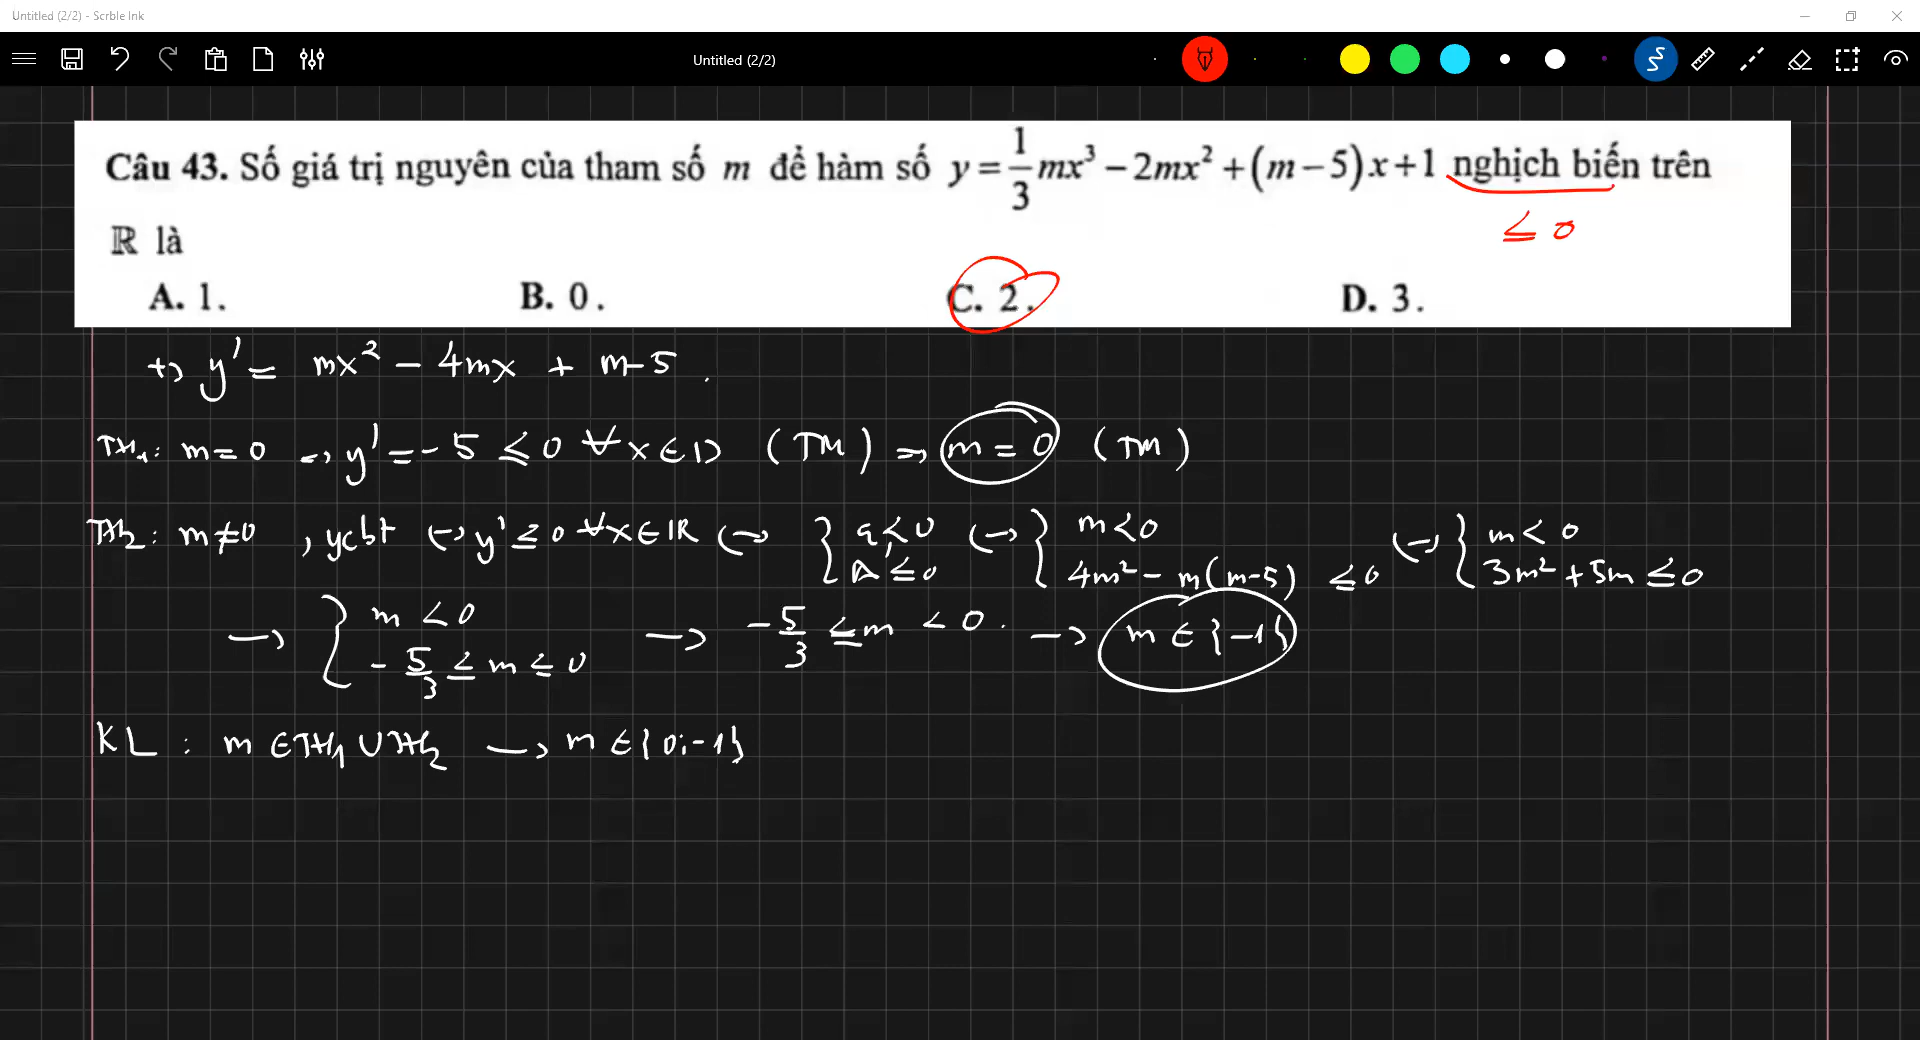 Untitled (2/2) - Scrble Ink
Untitled (2/2)
Câu 43. Số giá trị nguyên của tham số m để hàm số y = 1/3 mx³ − 2mx² + (m − 5)x + 1 nghịch biến trên
≤ 0
ℝ là
A. 1. B. 0. C. 2. D. 3.
+) y' = mx² − 4mx + m−5.
TH₁: m = 0 → y' = −5 ≤ 0 ∀x ∈ D (TM) ⇒ m = 0 (TM)
TH₂: m ≠ 0, ycbt ↔ y' ≤ 0 ∀x ∈ ℝ ↔ { a < 0 ; Δ' ≤ 0 ↔ { m < 0 ; 4m² − m(m−5) ≤ 0 ↔ { m < 0 ; 3m² + 5m ≤ 0
→ { m < 0 ; −5/3 ≤ m ≤ 0 → −5/3 ≤ m < 0. → m ∈ {−1}
KL: m ∈ TH₁ ∪ TH₂ → m ∈ {0; −1}